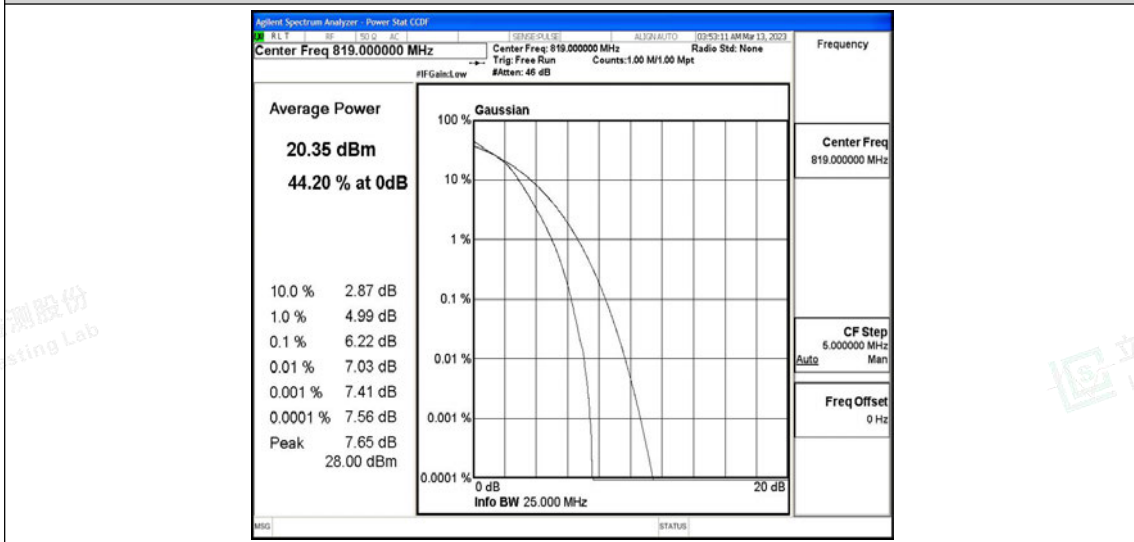 Agilent Spectrum Analyzer - Power Stat CCDF
RLT RF 50 Ω AC SENSE:PULSE ALIGN AUTO 03:53:11 AM Mar 13, 2023
Center Freq 819.000000 MHz
Center Freq: 819.000000 MHz Radio Std: None
Trig: Free Run Counts:1.00 M/1.00 Mpt
#IFGain:Low #Atten: 46 dB
Frequency
Average Power
20.35 dBm
44.20 % at 0dB
10.0 % 2.87 dB
1.0 % 4.99 dB
0.1 % 6.22 dB
0.01 % 7.03 dB
0.001 % 7.41 dB
0.0001 % 7.56 dB
Peak 7.65 dB
28.00 dBm
Gaussian
100 %
10 %
1 %
0.1 %
0.01 %
0.001 %
0.0001 %
0 dB 20 dB
Info BW 25.000 MHz
Center Freq
819.000000 MHz
CF Step
5.000000 MHz
Auto Man
Freq Offset
0 Hz
MSG STATUS
测股份
sting Lab
LCS